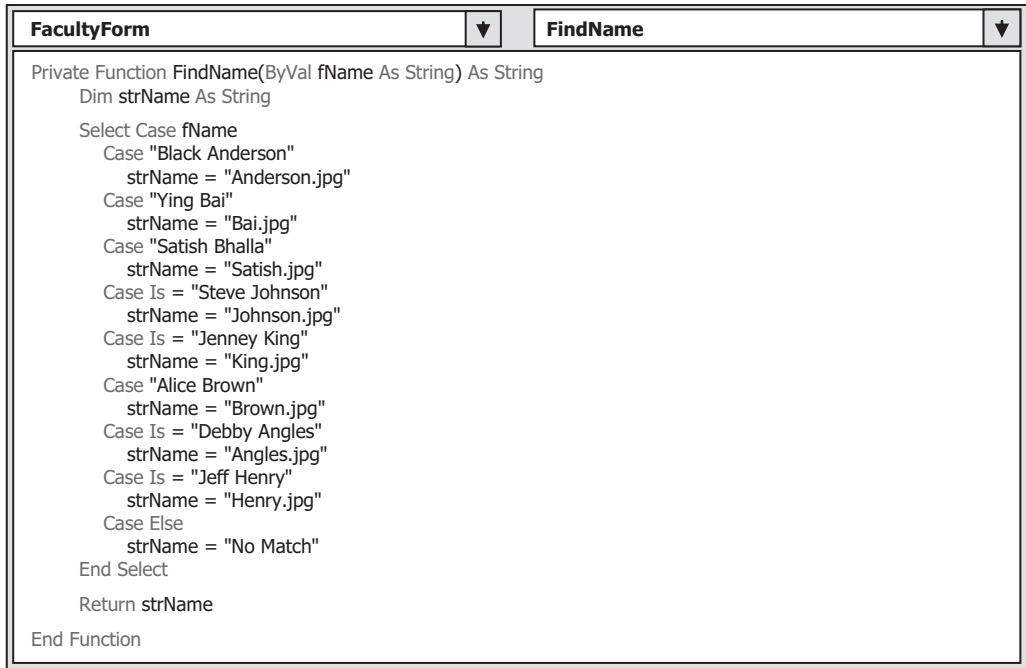 FacultyForm FindName
Private Function FindName(ByVal fName As String) As String
Dim strName As String
Select Case fName
Case "Black Anderson"
strName = "Anderson.jpg"
Case "Ying Bai"
strName = "Bai.jpg"
Case "Satish Bhalla"
strName = "Satish.jpg"
Case Is = "Steve Johnson"
strName = "Johnson.jpg"
Case Is = "Jenney King"
strName = "King.jpg"
Case "Alice Brown"
strName = "Brown.jpg"
Case Is = "Debby Angles"
strName = "Angles.jpg"
Case Is = "Jeff Henry"
strName = "Henry.jpg"
Case Else
strName = "No Match"
End Select
Return strName
End Function